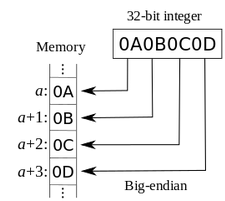 32-bit integer
0A0B0C0D
Memory
⋮
a: 0A
a+1: 0B
a+2: 0C
a+3: 0D
⋮
Big-endian